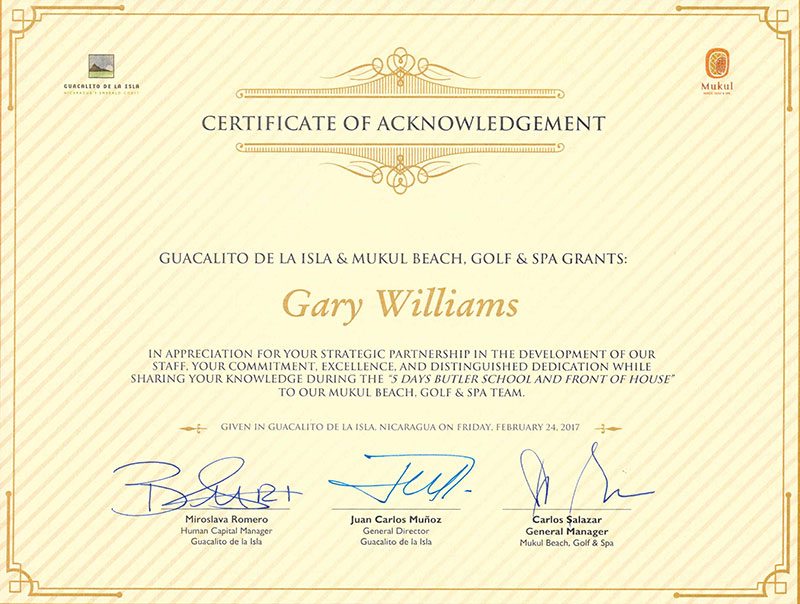 GUACALITO DE LA ISLA
NICARAGUA'S EMERALD COAST
Mukul
CERTIFICATE OF ACKNOWLEDGEMENT
GUACALITO DE LA ISLA & MUKUL BEACH, GOLF & SPA GRANTS:
Gary Williams
IN APPRECIATION FOR YOUR STRATEGIC PARTNERSHIP IN THE DEVELOPMENT OF OUR
STAFF, YOUR COMMITMENT, EXCELLENCE, AND DISTINGUISHED DEDICATION WHILE
SHARING YOUR KNOWLEDGE DURING THE "5 DAYS BUTLER SCHOOL AND FRONT OF HOUSE"
TO OUR MUKUL BEACH, GOLF & SPA TEAM.
GIVEN IN GUACALITO DE LA ISLA, NICARAGUA ON FRIDAY, FEBRUARY 24, 2017
Miroslava Romero
Human Capital Manager
Guacalito de la Isla
Juan Carlos Muñoz
General Director
Guacalito de la Isla
Carlos Salazar
General Manager
Mukul Beach, Golf & Spa